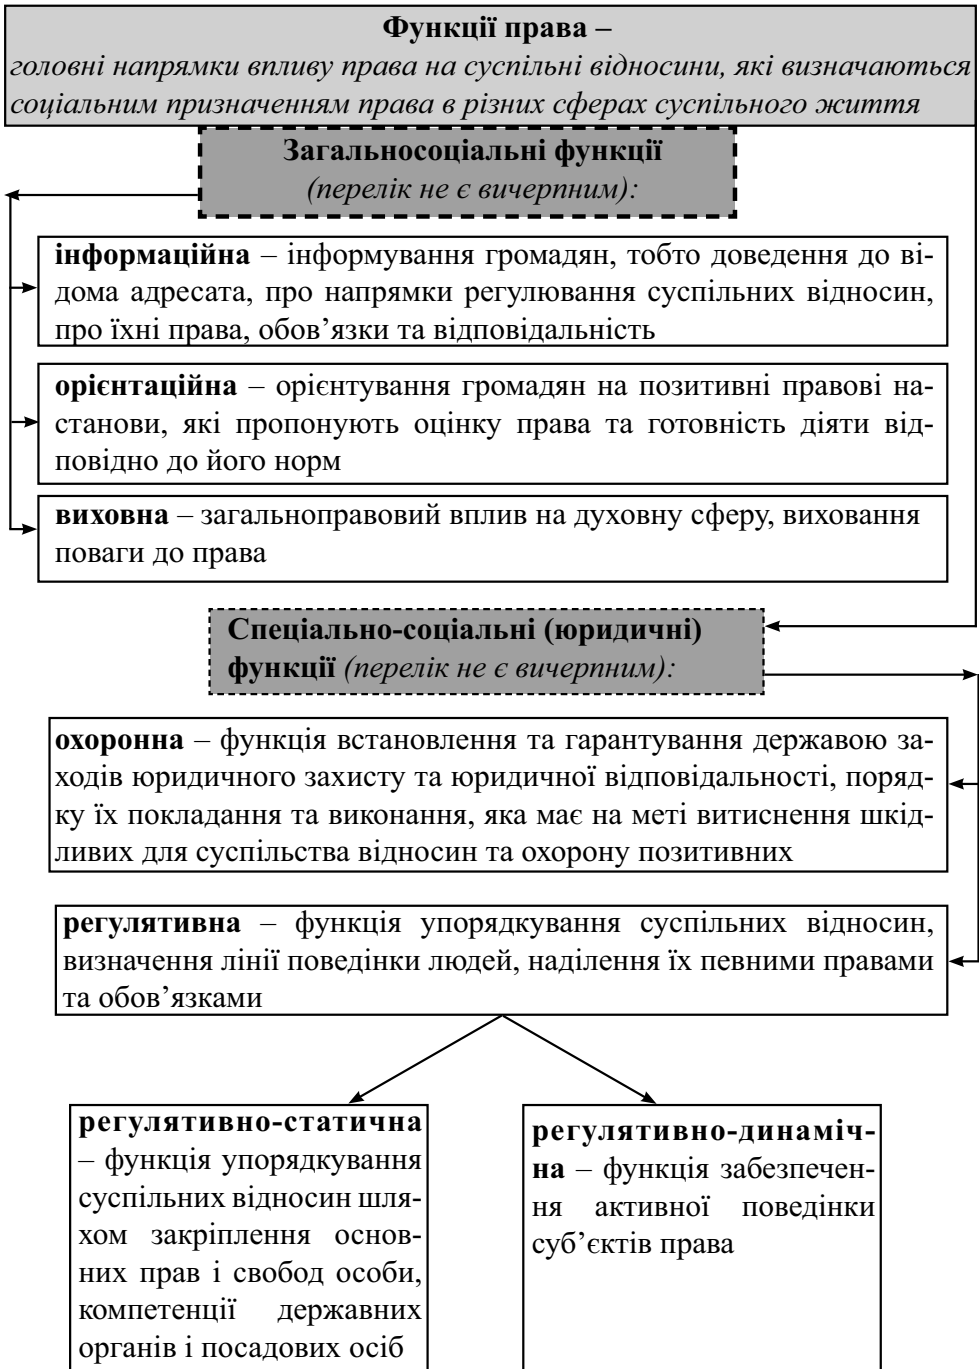 Функції права –
головні напрямки впливу права на суспільні відносини, які визначаються
соціальним призначенням права в різних сферах суспільного життя
Загальносоціальні функції
(перелік не є вичерпним):
інформаційна – інформування громадян, тобто доведення до ві-
дома адресата, про напрямки регулювання суспільних відносин,
про їхні права, обов’язки та відповідальність
орієнтаційна – орієнтування громадян на позитивні правові на-
станови, які пропонують оцінку права та готовність діяти від-
повідно до його норм
виховна – загальноправовий вплив на духовну сферу, виховання
поваги до права
Спеціально-соціальні (юридичні)
функції (перелік не є вичерпним):
охоронна – функція встановлення та гарантування державою за-
ходів юридичного захисту та юридичної відповідальності, поряд-
ку їх покладання та виконання, яка має на меті витиснення шкід-
ливих для суспільства відносин та охорону позитивних
регулятивна – функція упорядкування суспільних відносин,
визначення лінії поведінки людей, наділення їх певними правами
та обов’язками
регулятивно-статична
– функція упорядкування
суспільних відносин шля-
хом закріплення основ-
них прав і свобод особи,
компетенції державних
органів і посадових осіб
регулятивно-динаміч-
на – функція забезпечен-
ня активної поведінки
суб’єктів права